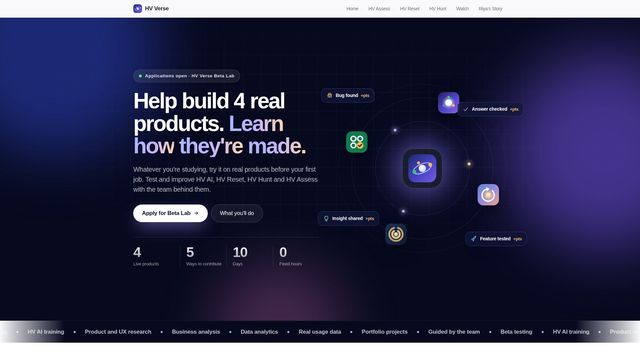 HV Verse
Home HV Assess HV Reset HV Hunt Watch Riya's Story
Applications open · HV Verse Beta Lab
Help build 4 real
products. Learn
how they're made.
Whatever you're studying, try it on real products before your first
job. Test and improve HV AI, HV Reset, HV Hunt and HV Assess
with the team behind them.
Apply for Beta Lab → What you'll do
4 5 10 0
Live products Ways to contribute Days Fixed hours
Bug found +pts
Answer checked +pts
Insight shared +pts
Feature tested +pts
HV AI training • Product and UX research • Business analysis • Data analytics • Real usage data • Portfolio projects • Guided by the team • Beta testing • HV AI training •